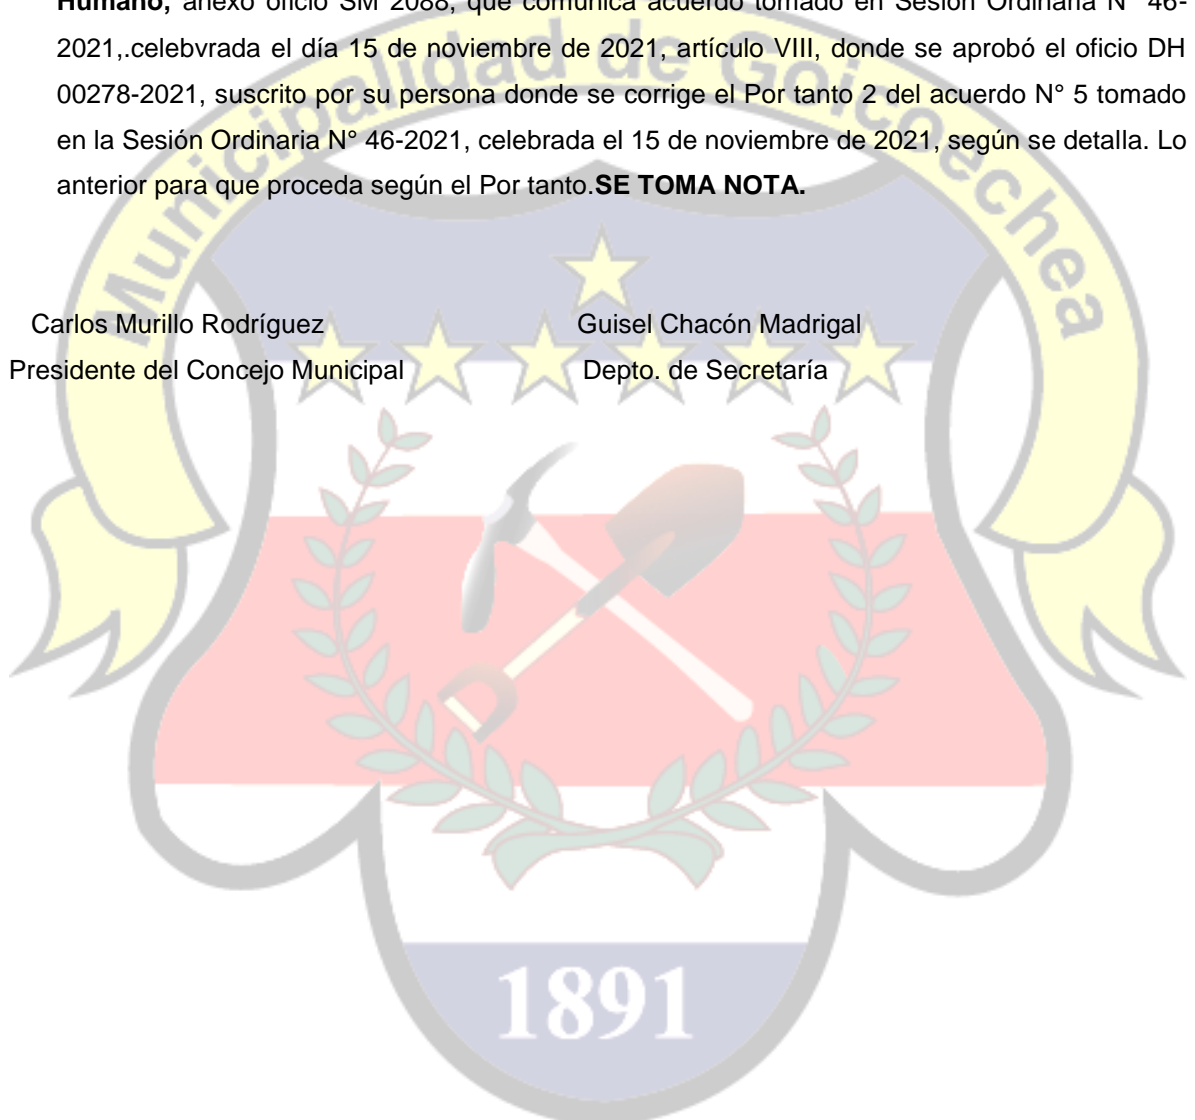 Humano, anexo oficio SM 2088, que comunica acuerdo tomado en Sesión Ordinaria N° 46-
2021,.celebvrada el día 15 de noviembre de 2021, artículo VIII, donde se aprobó el oficio DH
00278-2021, suscrito por su persona donde se corrige el Por tanto 2 del acuerdo N° 5 tomado
en la Sesión Ordinaria N° 46-2021, celebrada el 15 de noviembre de 2021, según se detalla. Lo
anterior para que proceda según el Por tanto.SE TOMA NOTA.
Municipalidad de Goicoechea
Carlos Murillo Rodríguez Guisel Chacón Madrigal
Presidente del Concejo Municipal Depto. de Secretaría
1891